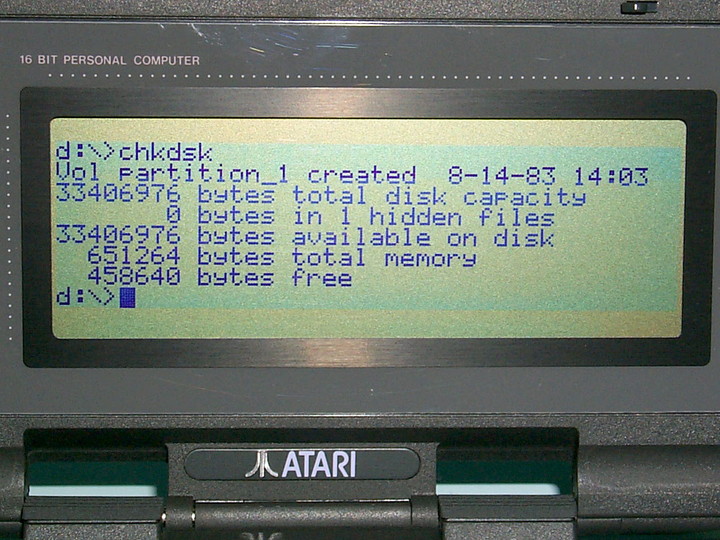 16 BIT PERSONAL COMPUTER
d:\>chkdsk
Vol partition_1 created  8-14-83 14:03
33406976 bytes total disk capacity
       0 bytes in 1 hidden files
33406976 bytes available on disk
  651264 bytes total memory
  458640 bytes free
d:\>
ATARI